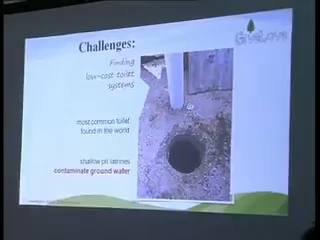 GiveLove
Challenges:
Finding
low-cost toilet
systems
most common toilet
found in the world
shallow pit latrines
contaminate ground water